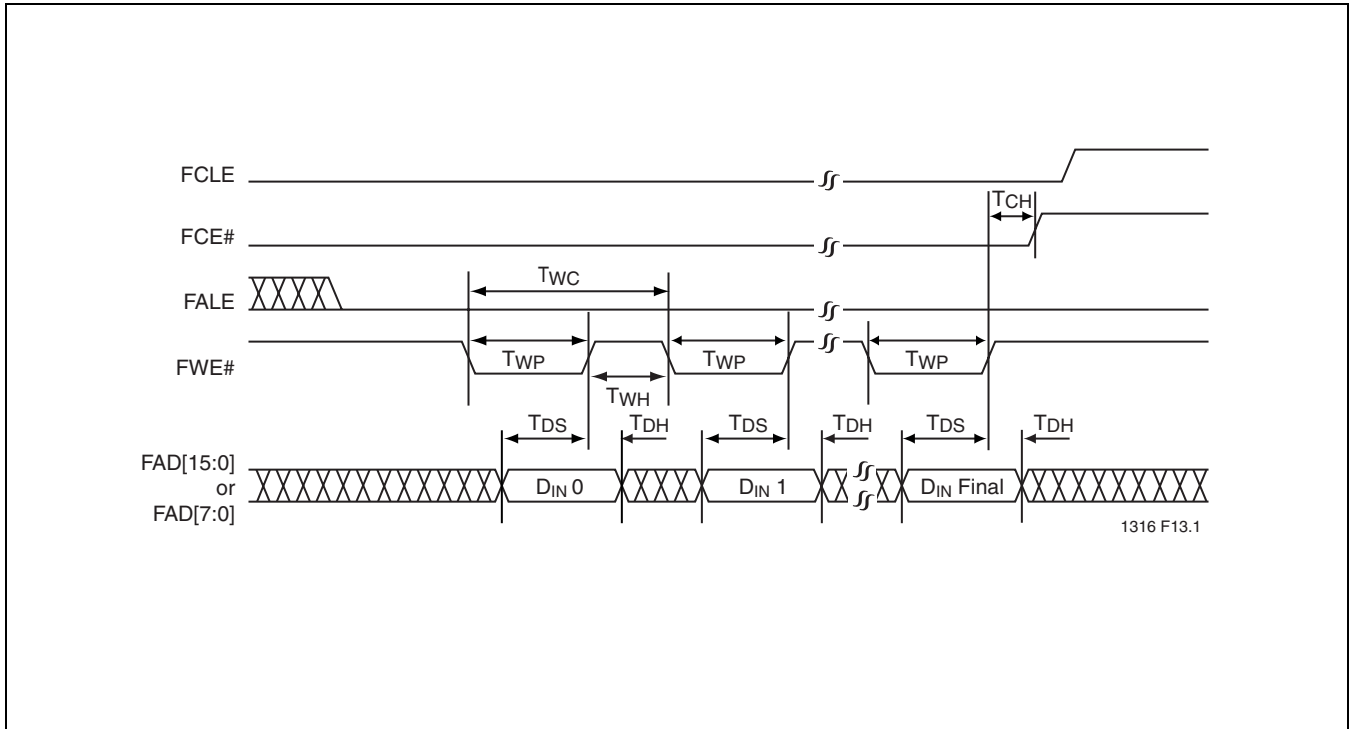 FCLE
TCH
FCE#
TWC
FALE
TWP TWP TWP
FWE#
TWH
TDS TDH TDS TDH TDS TDH
FAD[15:0]
or
FAD[7:0]
DIN 0 DIN 1 DIN Final
1316 F13.1